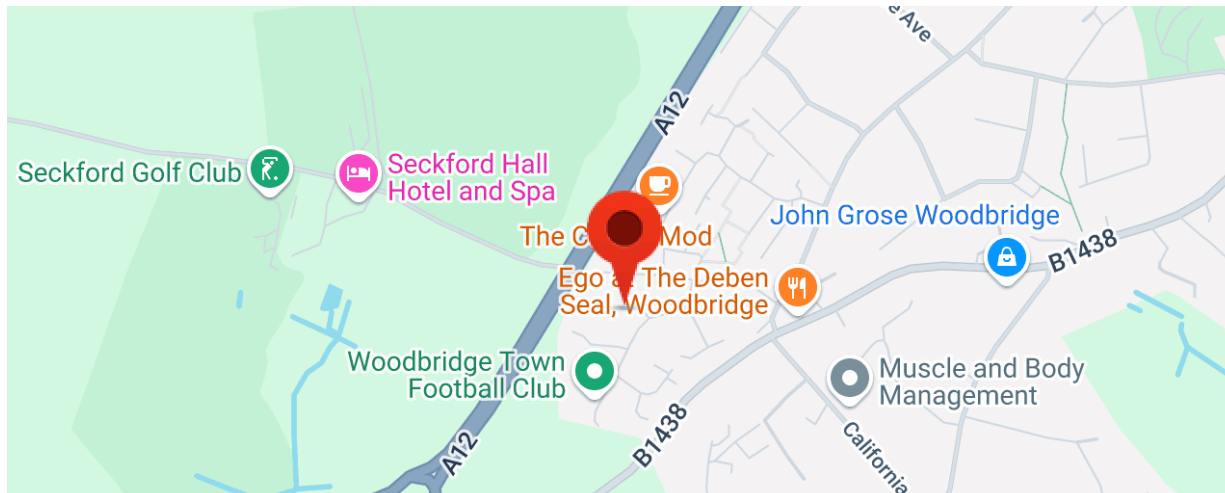 e Ave
A12
Seckford Golf Club
Seckford Hall
Hotel and Spa
John Grose Woodbridge
The C Mod
B1438
Ego a The Deben
Seal, Woodbridge
Woodbridge Town
Football Club
Muscle and Body
Management
B1438
A12
California